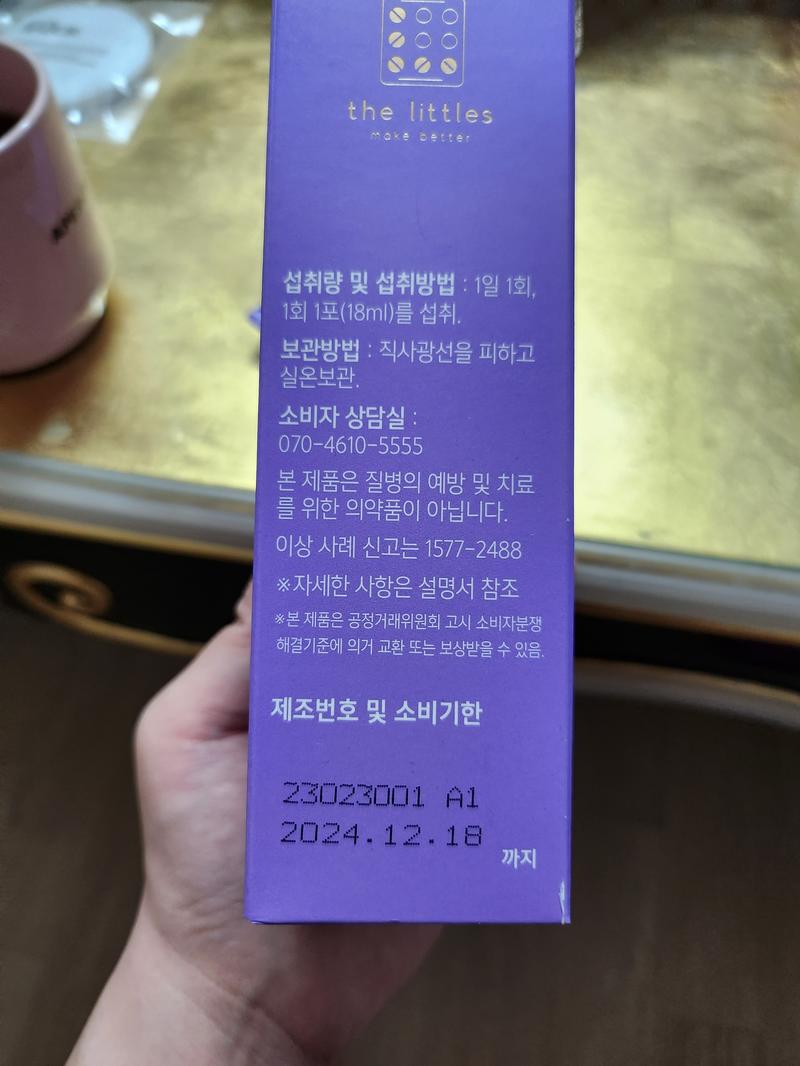 the littles
make better
섭취량 및 섭취방법 : 1일 1회,
1회 1포(18ml)를 섭취.
보관방법 : 직사광선을 피하고
실온보관.
소비자 상담실 :
070-4610-5555
본 제품은 질병의 예방 및 치료
를 위한 의약품이 아닙니다.
이상 사례 신고는 1577-2488
※자세한 사항은 설명서 참조
※본 제품은 공정거래위원회 고시 소비자분쟁
해결기준에 의거 교환 또는 보상받을 수 있음.
제조번호 및 소비기한
23023001 A1
2024.12.18
까지